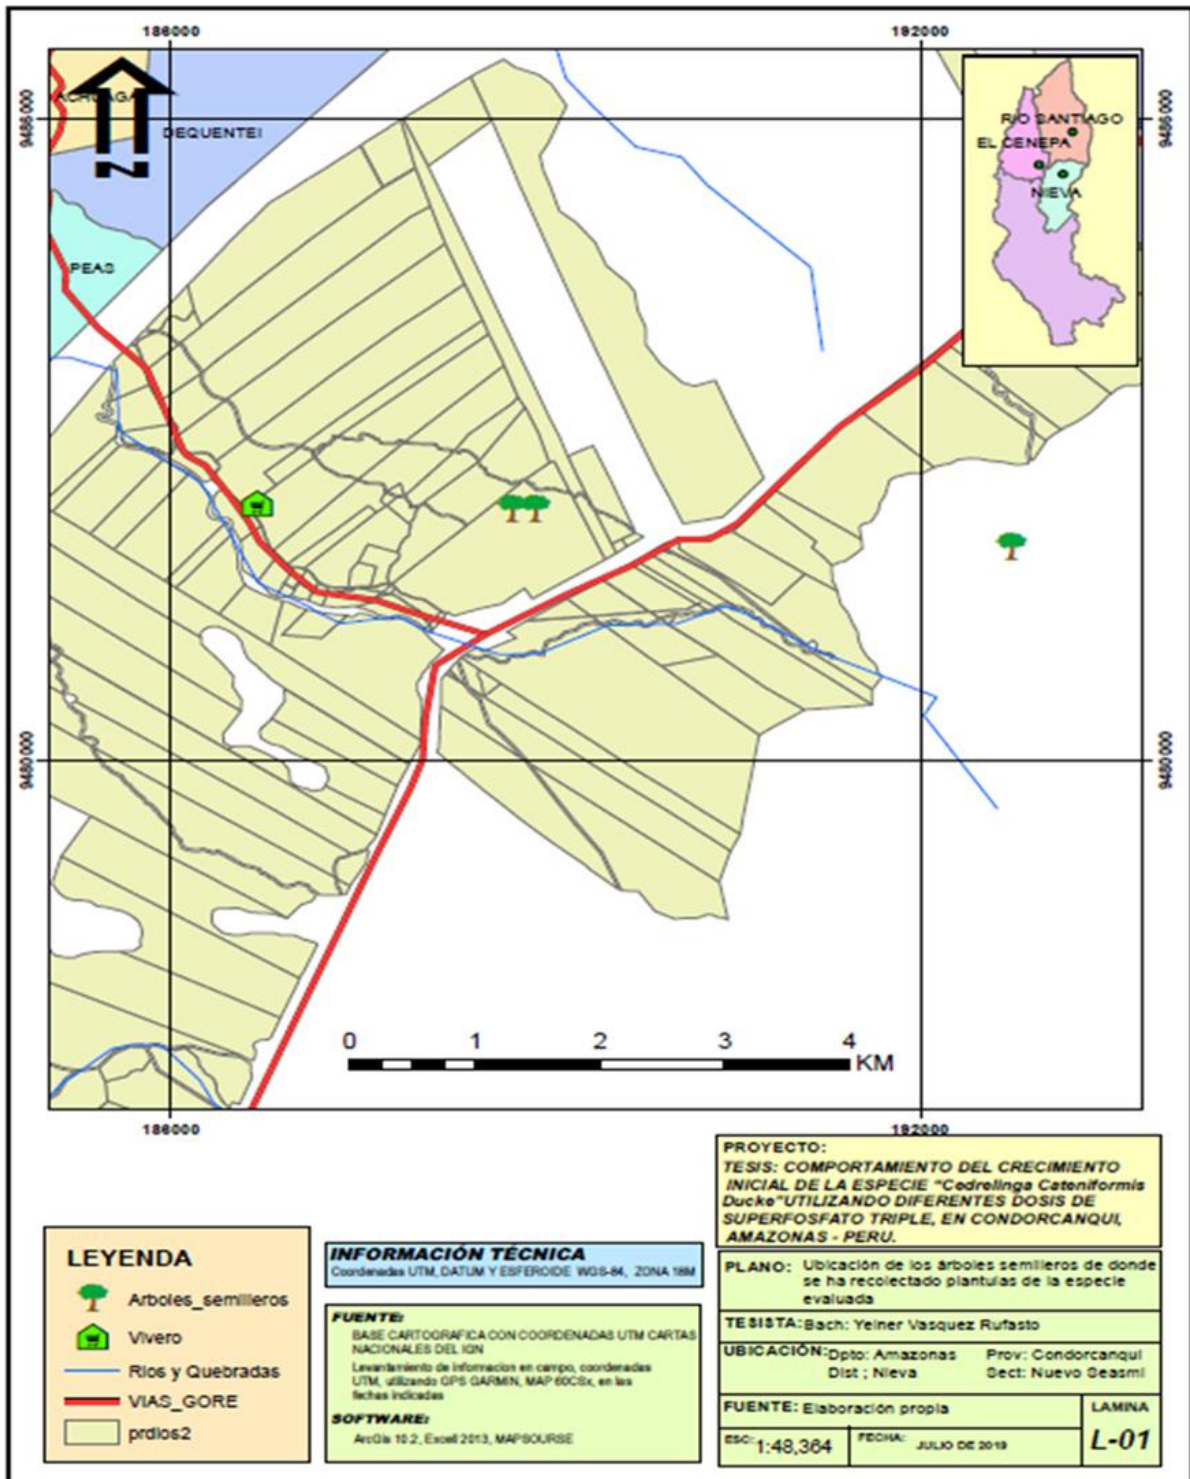 186000
192000
9486000
9486000
DEQUENTEI
RIO SANTIAGO
EL CENEPA
NIEVA
N
PEAS
9480000
9480000
0 1 2 3 4
KM
186000
192000
LEYENDA
Arboles_semilleros
Vivero
Rios y Quebradas
VIAS_GORE
prdios2
INFORMACIÓN TÉCNICA
Coordenadas UTM, DATUM Y ESFEROIDE WGS-84, ZONA 18M
FUENTE:
BASE CARTOGRAFICA CON COORDENADAS UTM CARTAS
NACIONALES DEL IGN
Levantamiento de informacion en campo, coordenadas
UTM, utilizando GPS GARMIN, MAP 60CSx, en las
fechas indicadas
SOFTWARE:
ArcGis 10.2, Excell 2013, MAPSOURSE
PROYECTO:
TESIS: COMPORTAMIENTO DEL CRECIMIENTO
INICIAL DE LA ESPECIE "Cedrelinga Cateniformis
Ducke"UTILIZANDO DIFERENTES DOSIS DE
SUPERFOSFATO TRIPLE, EN CONDORCANQUI,
AMAZONAS - PERU.
PLANO: Ubicación de los árboles semilleros de donde
se ha recolectado plantulas de la especie
evaluada
TESISTA: Bach: Yelner Vasquez Rufasto
UBICACIÓN: Dpto: Amazonas Prov: Condorcanqui
Dist ; Nieva Sect: Nuevo Seasmi
FUENTE: Elaboración propia
LAMINA
ESC: 1:48,364 FECHA: JULIO DE 2019
L-01